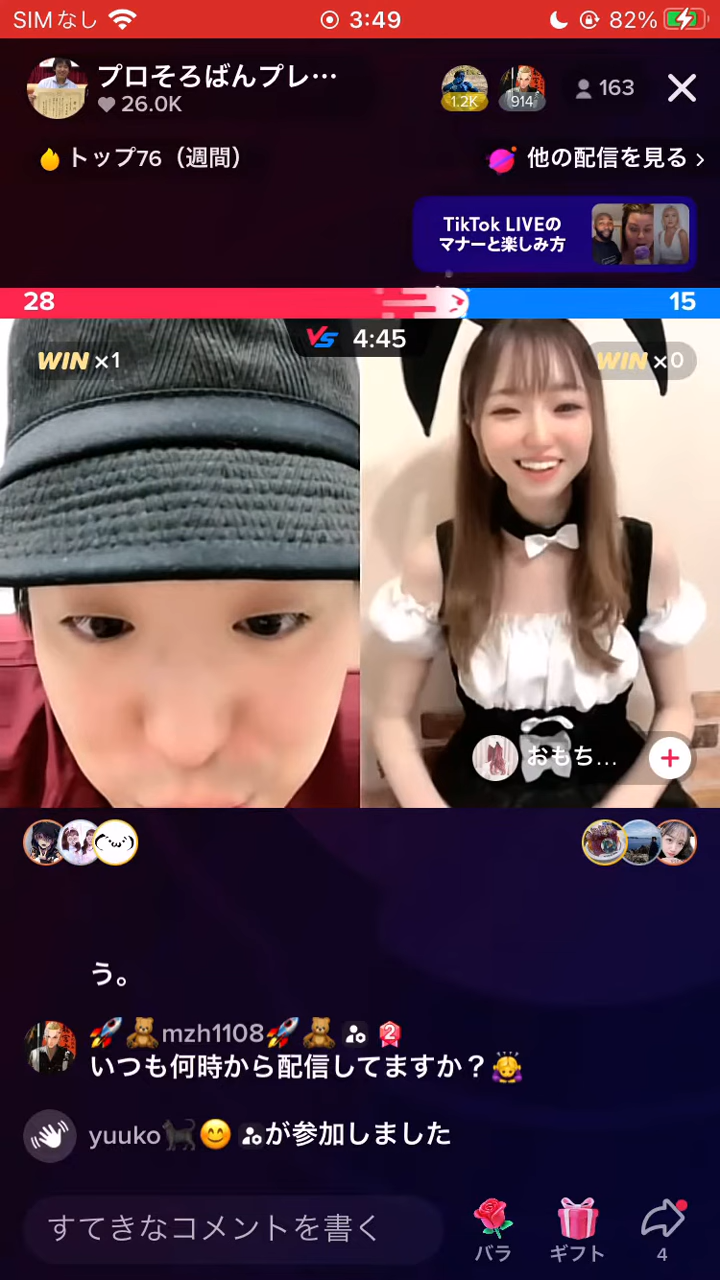 SIMなし 3:49 82%
プロそろばんプレ…
26.0K
1.2K
914
163
トップ76（週間）
他の配信を見る ›
TikTok LIVEの
マナーと楽しみ方
28
15
VS 4:45
WIN ×1
WIN ×0
おもち…
う。
🚀🧸mzh1108🚀🧸 2
いつも何時から配信してますか？🙇‍♀️
yuuko🐈‍⬛😊が参加しました
すてきなコメントを書く
バラ
ギフト
4